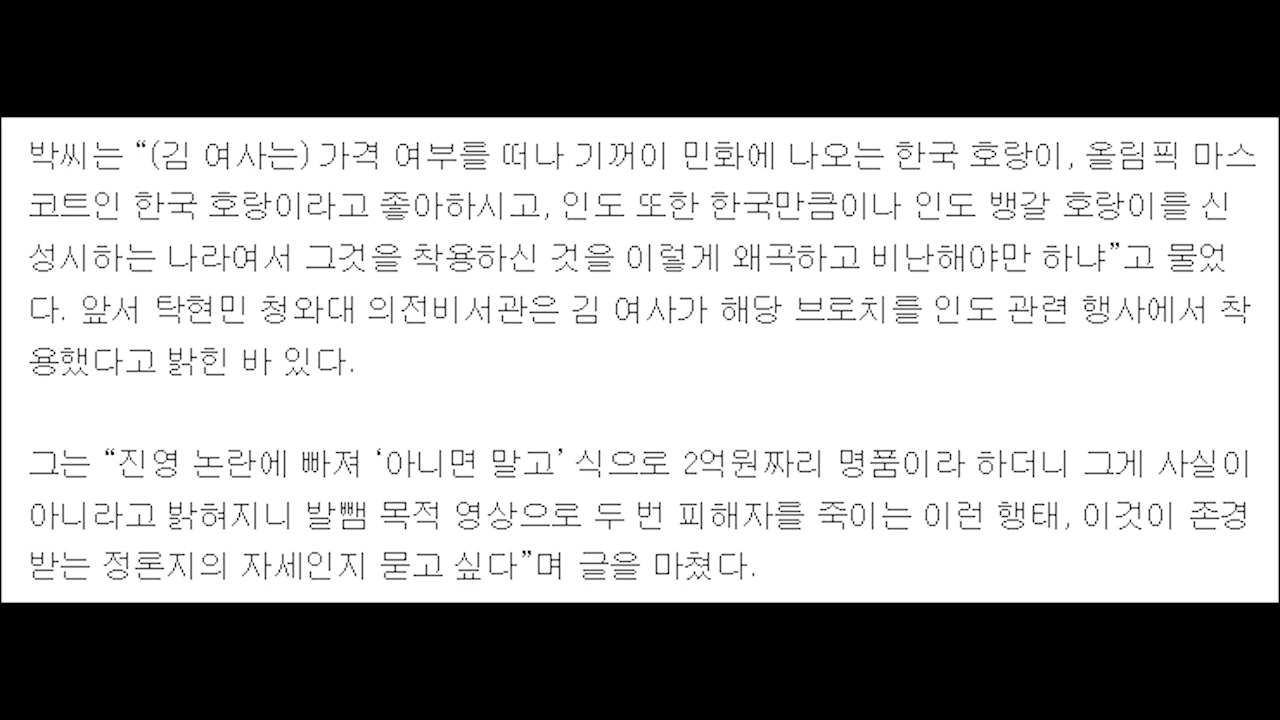 박씨는 “(김 여사는) 가격 여부를 떠나 기꺼이 민화에 나오는 한국 호랑이, 올림픽 마스
코트인 한국 호랑이라고 좋아하시고, 인도 또한 한국만큼이나 인도 뱅갈 호랑이를 신
성시하는 나라여서 그것을 착용하신 것을 이렇게 왜곡하고 비난해야만 하냐”고 물었
다. 앞서 탁현민 청와대 의전비서관은 김 여사가 해당 브로치를 인도 관련 행사에서 착
용했다고 밝힌 바 있다.
그는 “진영 논란에 빠져 ‘아니면 말고’ 식으로 2억원짜리 명품이라 하더니 그게 사실이
아니라고 밝혀지니 발뺌 목적 영상으로 두 번 피해자를 죽이는 이런 행태, 이것이 존경
받는 정론지의 자세인지 묻고 싶다”며 글을 마쳤다.